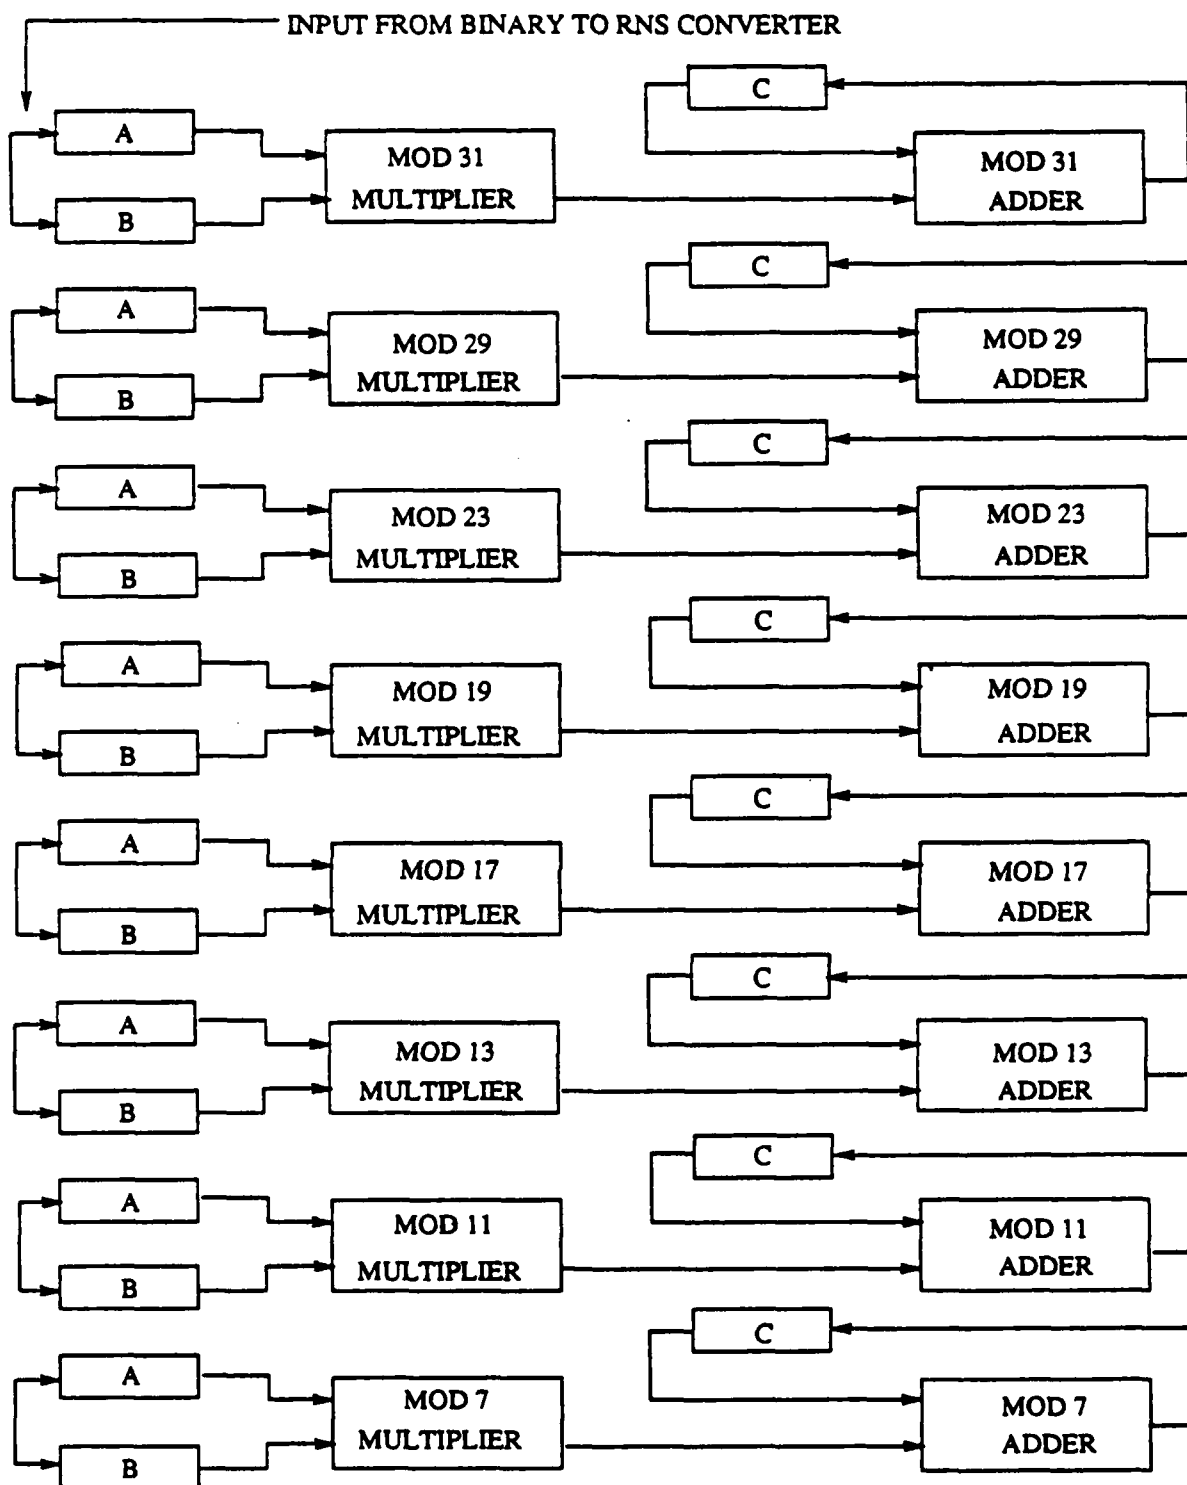 INPUT FROM BINARY TO RNS CONVERTER
C
A
MOD 31
MULTIPLIER
MOD 31
ADDER
B
C
A
MOD 29
MULTIPLIER
MOD 29
ADDER
B
C
A
MOD 23
MULTIPLIER
MOD 23
ADDER
B
C
A
MOD 19
MULTIPLIER
MOD 19
ADDER
B
C
A
MOD 17
MULTIPLIER
MOD 17
ADDER
B
C
A
MOD 13
MULTIPLIER
MOD 13
ADDER
B
C
A
MOD 11
MULTIPLIER
MOD 11
ADDER
B
C
A
MOD 7
MULTIPLIER
MOD 7
ADDER
B